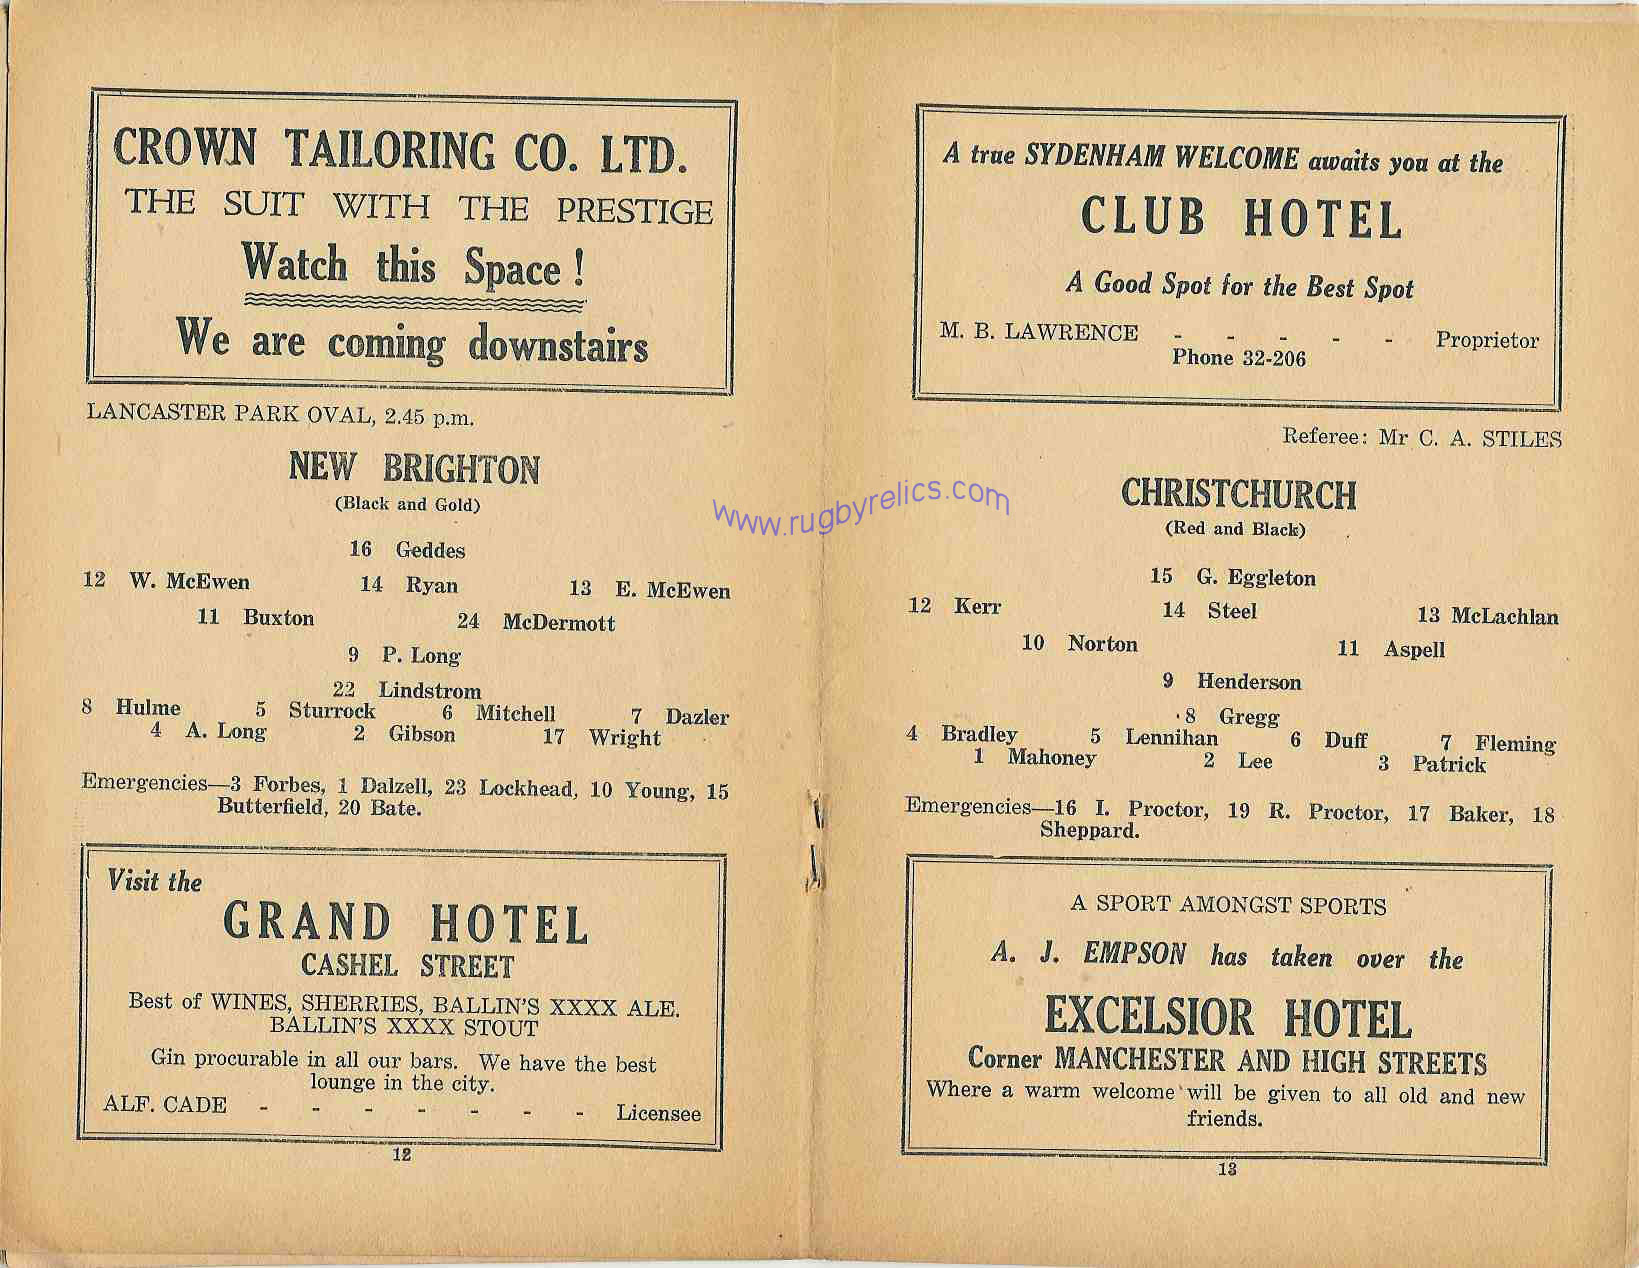 CROWN TAILORING CO. LTD.
THE SUIT WITH THE PRESTIGE
Watch this Space !
We are coming downstairs
LANCASTER PARK OVAL, 2.45 p.m.
NEW BRIGHTON
(Black and Gold)
16 Geddes
12 W. McEwen 14 Ryan 13 E. McEwen
11 Buxton 24 McDermott
9 P. Long
22 Lindstrom
8 Hulme 5 Sturrock 6 Mitchell 7 Dazler
4 A. Long 2 Gibson 17 Wright
Emergencies—3 Forbes, 1 Dalzell, 23 Lockhead, 10 Young, 15
Butterfield, 20 Bate.
Visit the
GRAND HOTEL
CASHEL STREET
Best of WINES, SHERRIES, BALLIN'S XXXX ALE.
BALLIN'S XXXX STOUT
Gin procurable in all our bars. We have the best
lounge in the city.
ALF. CADE - - - - - - - Licensee
12
www.rugbyrelics.com
A true SYDENHAM WELCOME awaits you at the
CLUB HOTEL
A Good Spot for the Best Spot
M. B. LAWRENCE - - - - - Proprietor
Phone 32-206
Referee: Mr C. A. STILES
CHRISTCHURCH
(Red and Black)
15 G. Eggleton
12 Kerr 14 Steel 13 McLachlan
10 Norton 11 Aspell
9 Henderson
8 Gregg
4 Bradley 5 Lennihan 6 Duff 7 Fleming
1 Mahoney 2 Lee 3 Patrick
Emergencies—16 I. Proctor, 19 R. Proctor, 17 Baker, 18
Sheppard.
A SPORT AMONGST SPORTS
A. J. EMPSON has taken over the
EXCELSIOR HOTEL
Corner MANCHESTER AND HIGH STREETS
Where a warm welcome will be given to all old and new
friends.
13